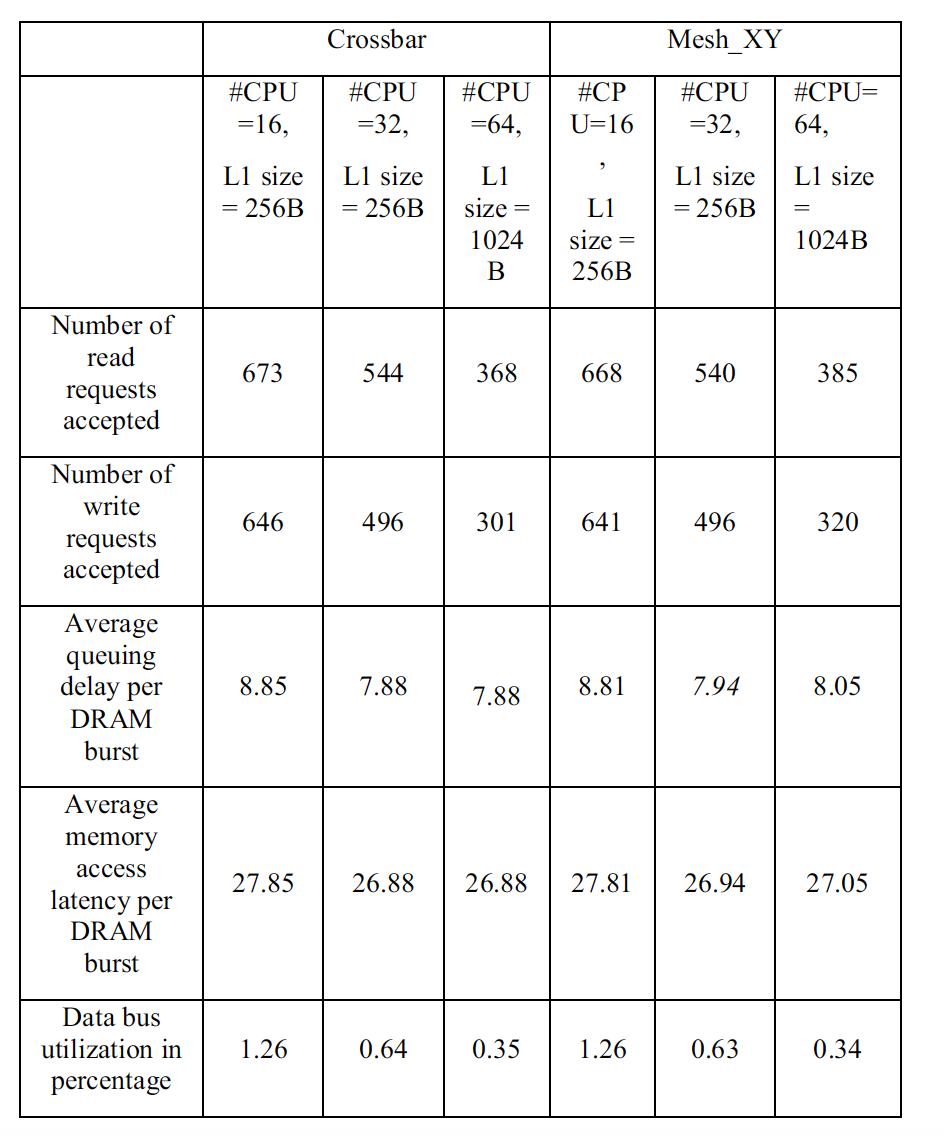 Crossbar Mesh_XY
#CPU =16, L1 size = 256B
#CPU =32, L1 size = 256B
#CPU =64, L1 size = 1024 B
#CP U=16 , L1 size = 256B
#CPU =32, L1 size = 256B
#CPU= 64, L1 size = 1024B
Number of read requests accepted 673 544 368 668 540 385
Number of write requests accepted 646 496 301 641 496 320
Average queuing delay per DRAM burst 8.85 7.88 7.88 8.81 7.94 8.05
Average memory access latency per DRAM burst 27.85 26.88 26.88 27.81 26.94 27.05
Data bus utilization in percentage 1.26 0.64 0.35 1.26 0.63 0.34